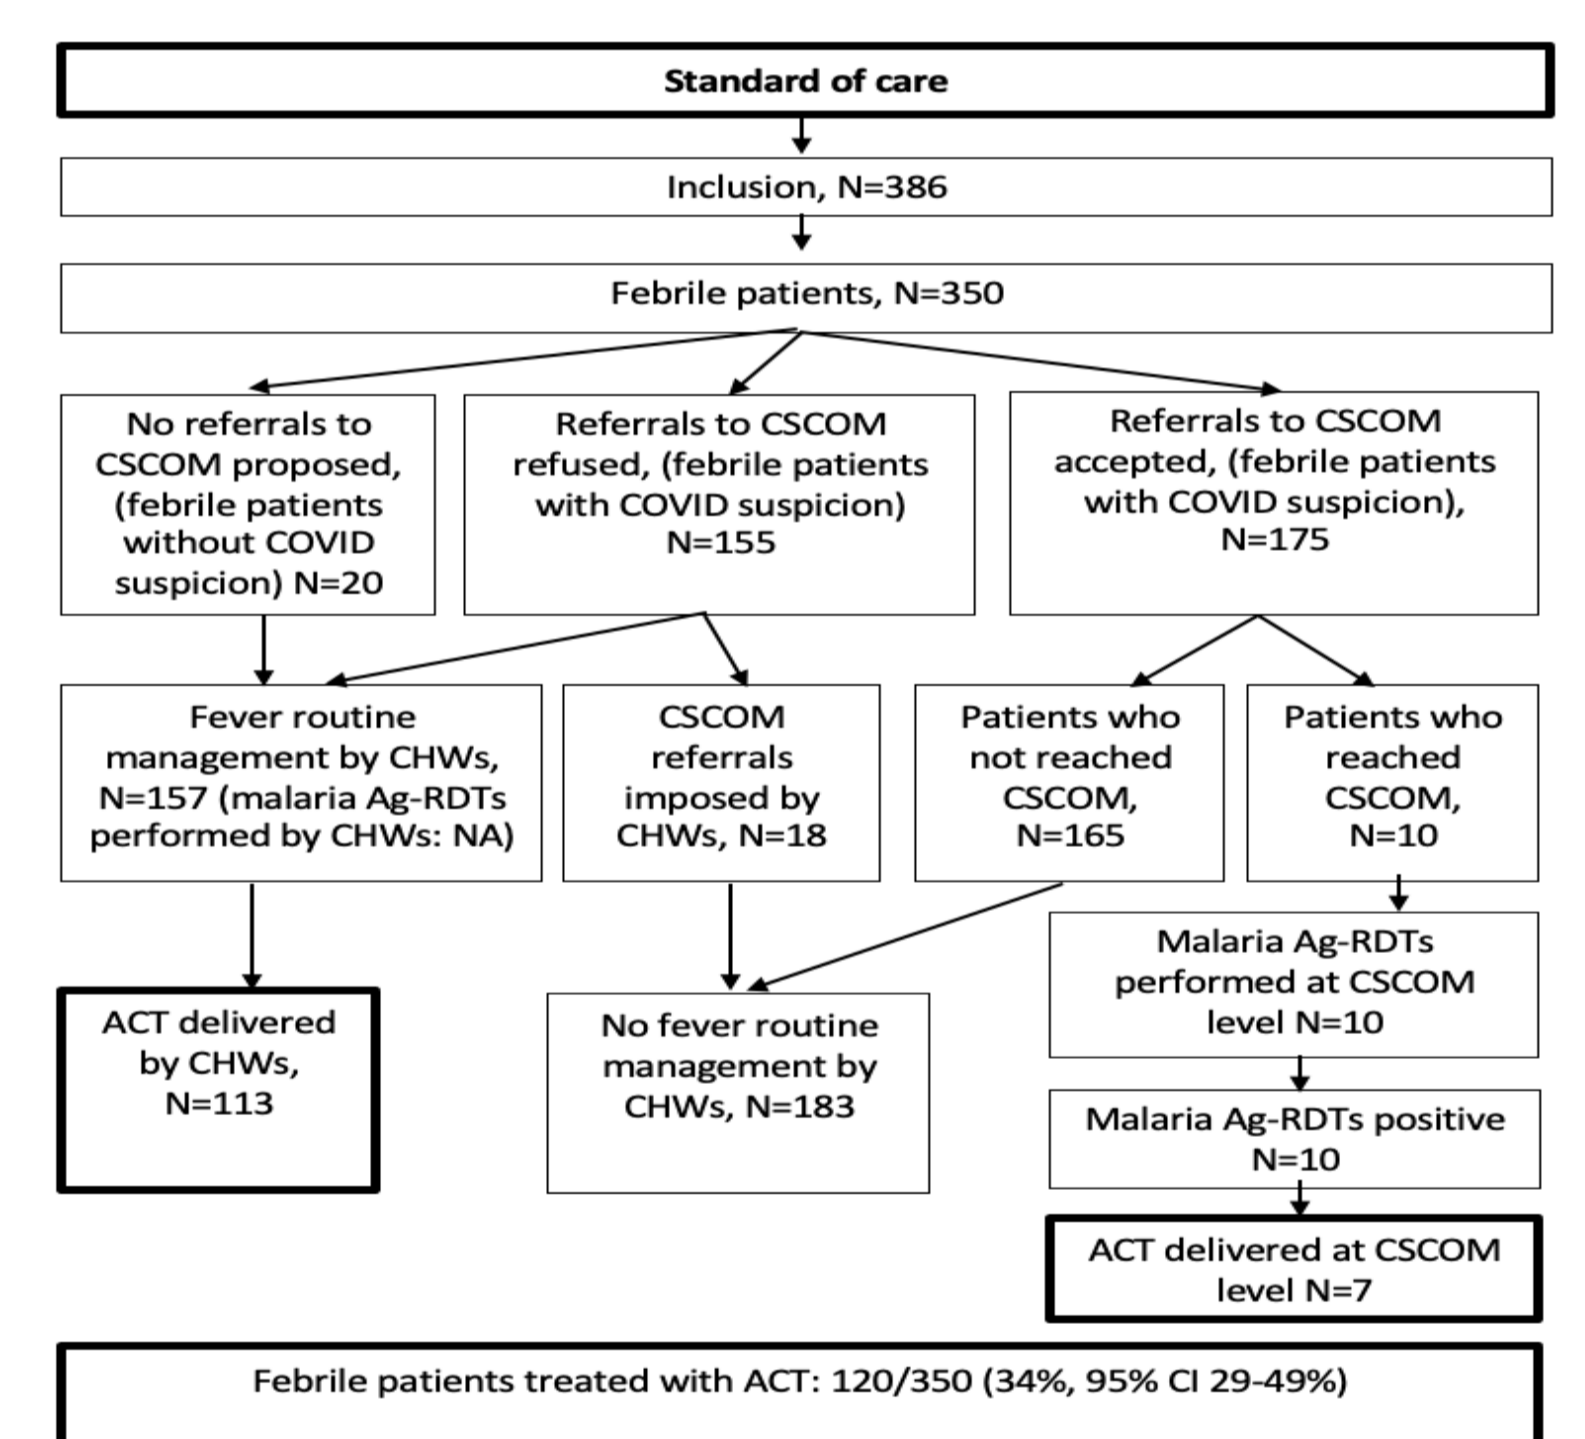 Standard of care
Inclusion, N=386
Febrile patients, N=350
No referrals to
CSCOM proposed,
(febrile patients
without COVID
suspicion) N=20
Referrals to CSCOM
refused, (febrile patients
with COVID suspicion)
N=155
Referrals to CSCOM
accepted, (febrile patients
with COVID suspicion),
N=175
Fever routine
management by CHWs,
N=157 (malaria Ag-RDTs
performed by CHWs: NA)
CSCOM
referrals
imposed by
CHWs, N=18
Patients who
not reached
CSCOM,
N=165
Patients who
reached
CSCOM,
N=10
Malaria Ag-RDTs
performed at CSCOM
level N=10
ACT delivered
by CHWs,
N=113
No fever routine
management by
CHWs, N=183
Malaria Ag-RDTs positive
N=10
ACT delivered at CSCOM
level N=7
Febrile patients treated with ACT: 120/350 (34%, 95% CI 29-49%)